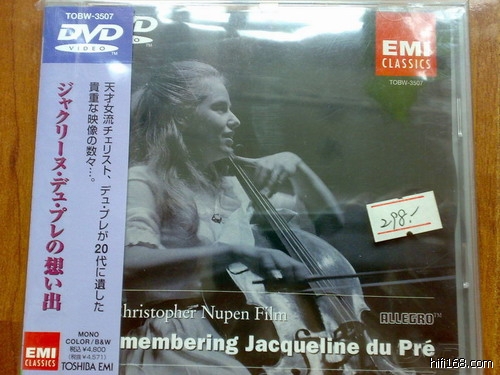 TOBW-3507
DVD
VIDEO
天才女流チェリスト、デュ・プレが20代に遺した
貴重な映像の数々…。
ジャクリーヌ・デュ・プレの想い出
EMI
CLASSICS
MONO
COLOR/B&W
税込¥4,800
(税抜¥4,571)
TOSHIBA EMI
EMI
CLASSICS
TOBW-3507
298.-
hristopher Nupen Film
ALLEGRO™
membering Jacqueline du Pré
hifi168.com